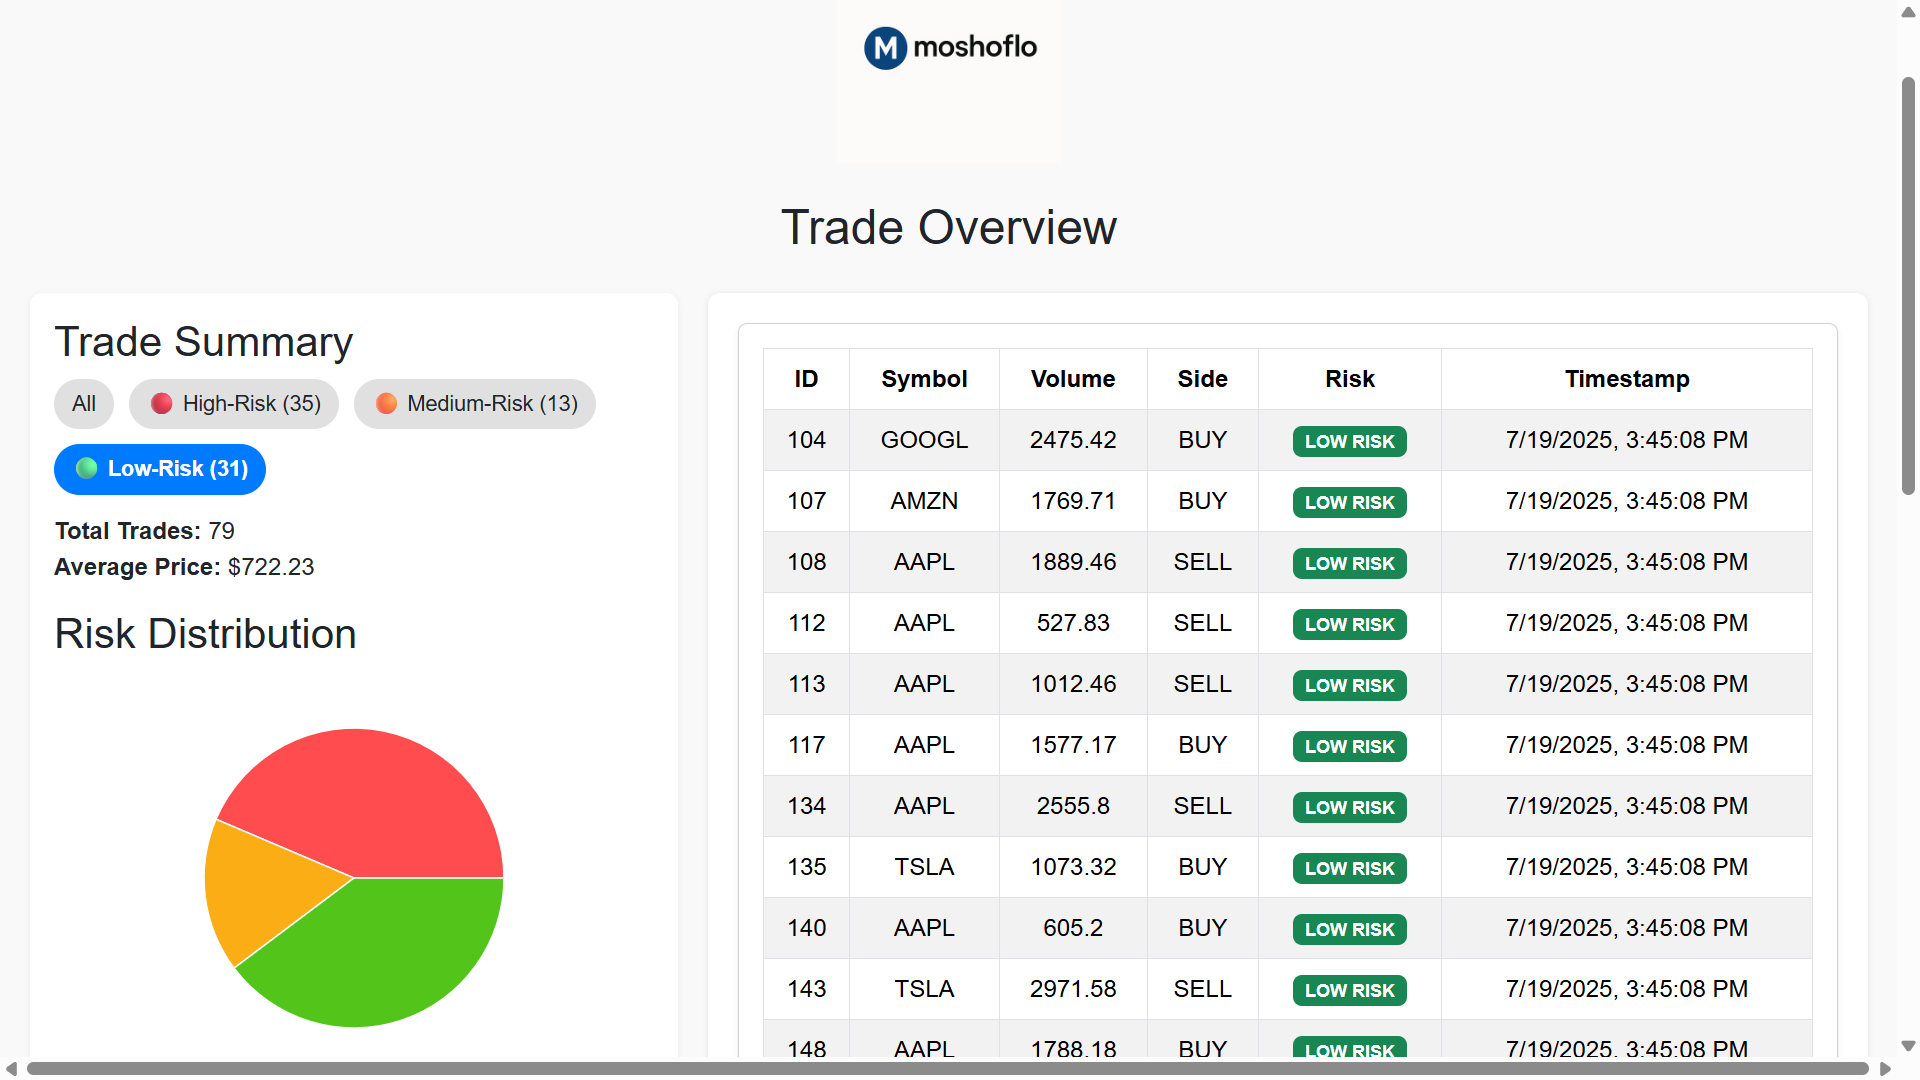 M moshoflo
Trade Overview
Trade Summary
All
High-Risk (35)
Medium-Risk (13)
Low-Risk (31)
Total Trades: 79
Average Price: $722.23
Risk Distribution
ID Symbol Volume Side Risk Timestamp
104 GOOGL 2475.42 BUY LOW RISK 7/19/2025, 3:45:08 PM
107 AMZN 1769.71 BUY LOW RISK 7/19/2025, 3:45:08 PM
108 AAPL 1889.46 SELL LOW RISK 7/19/2025, 3:45:08 PM
112 AAPL 527.83 SELL LOW RISK 7/19/2025, 3:45:08 PM
113 AAPL 1012.46 SELL LOW RISK 7/19/2025, 3:45:08 PM
117 AAPL 1577.17 BUY LOW RISK 7/19/2025, 3:45:08 PM
134 AAPL 2555.8 SELL LOW RISK 7/19/2025, 3:45:08 PM
135 TSLA 1073.32 BUY LOW RISK 7/19/2025, 3:45:08 PM
140 AAPL 605.2 BUY LOW RISK 7/19/2025, 3:45:08 PM
143 TSLA 2971.58 SELL LOW RISK 7/19/2025, 3:45:08 PM
148 AAPL 1788.18 BUY LOW RISK 7/19/2025, 3:45:08 PM